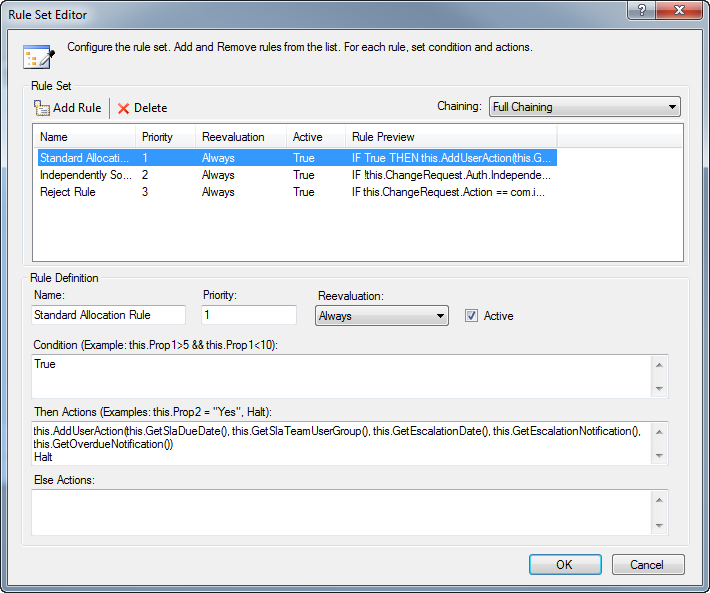 Rule Set Editor
Configure the rule set. Add and Remove rules from the list. For each rule, set condition and actions.
Rule Set
Add Rule Delete Chaining: Full Chaining
Name Priority Reevaluation Active Rule Preview
Standard Allocati... 1 Always True IF True THEN this.AddUserAction(this.G...
Independently So... 2 Always True IF !this.ChangeRequest.Auth.Independe...
Reject Rule 3 Always True IF this.ChangeRequest.Action == com.i...
Rule Definition
Name: Priority: Reevaluation:
Standard Allocation Rule 1 Always Active
Condition (Example: this.Prop1>5 && this.Prop1<10):
True
Then Actions (Examples: this.Prop2 = "Yes", Halt):
this.AddUserAction(this.GetSlaDueDate(), this.GetSlaTeamUserGroup(), this.GetEscalationDate(), this.GetEscalationNotification(),
this.GetOverdueNotification())
Halt
Else Actions:
OK Cancel